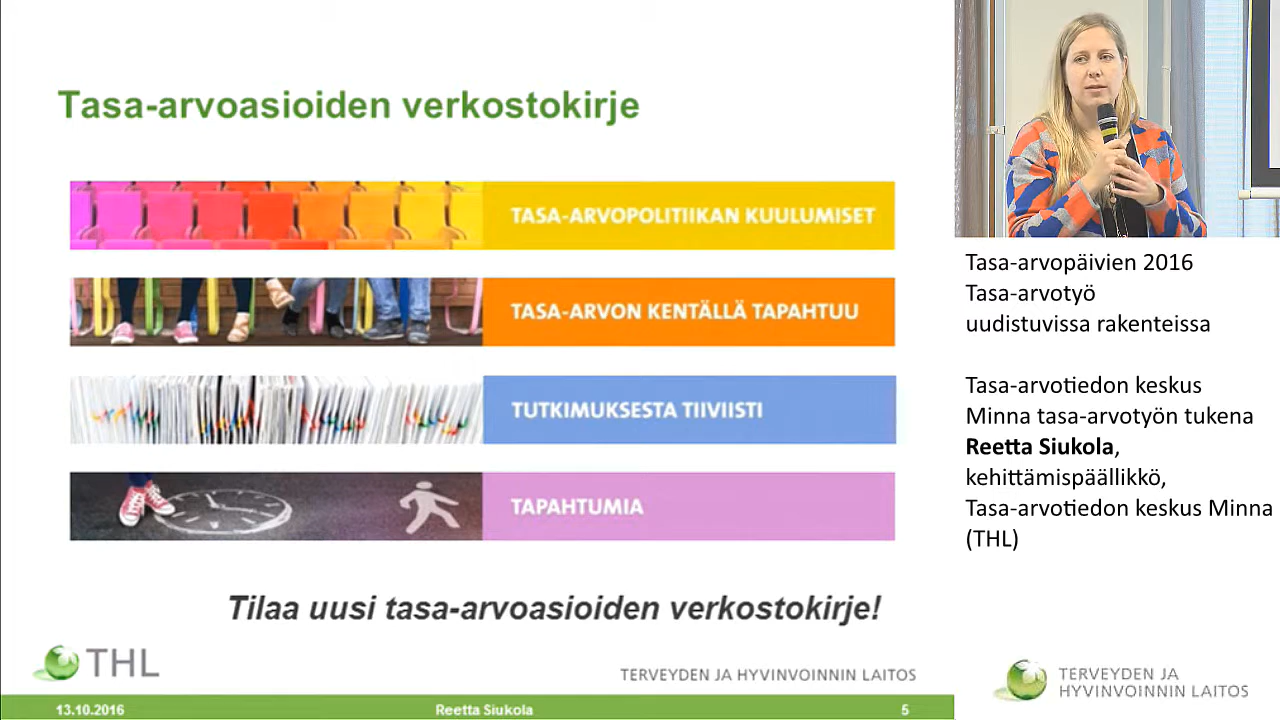 Tasa-arvoasioiden verkostokirje
TASA-ARVOPOLITIIKAN KUULUMISET
TASA-ARVON KENTÄLLÄ TAPAHTUU
TUTKIMUKSESTA TIIVIISTI
TAPAHTUMIA
Tilaa uusi tasa-arvoasioiden verkostokirje!
THL
TERVEYDEN JA HYVINVOINNIN LAITOS
13.10.2016
Reetta Siukola
5
Tasa-arvopäivien 2016
Tasa-arvotyö
uudistuvissa rakenteissa
Tasa-arvotiedon keskus
Minna tasa-arvotyön tukena
Reetta Siukola,
kehittämispäällikkö,
Tasa-arvotiedon keskus Minna
(THL)
TERVEYDEN JA
HYVINVOINNIN LAITOS